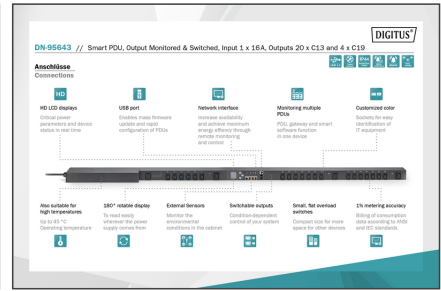 DIGITUS®
DN-95643 // Smart PDU, Output Monitored & Switched, Input 1 x 16A, Outputs 20 x C13 and 4 x C19
Anschlüsse
Connections
HD
HD LCD displays
Critical power
parameters and device
status in real time
USB port
Enables mass firmware
update and rapid
configuration of PDUs
Network interface
Increase availability
and achieve maximum
energy effiency through
remote monitoring
and control
Monitoring multiple
PDUs
PDU, gateway and smart
software function
in one device
Customized color
Sockets for easy
identification of
IT equipment
Also suitable for
high temperatures
Up to 45 °C
Operating temperature
180° rotable display
To read easily
wherever the power
supply comes from
External Sensors
Monitor the
environmental
conditions in the cabinet
Switchable outputs
Condition-dependent
control of your system
Small, flat overload
switches
Compact size for more
space for other devices
1% metering accuracy
Billing of consumption
data according to ANSI
and IEC standards